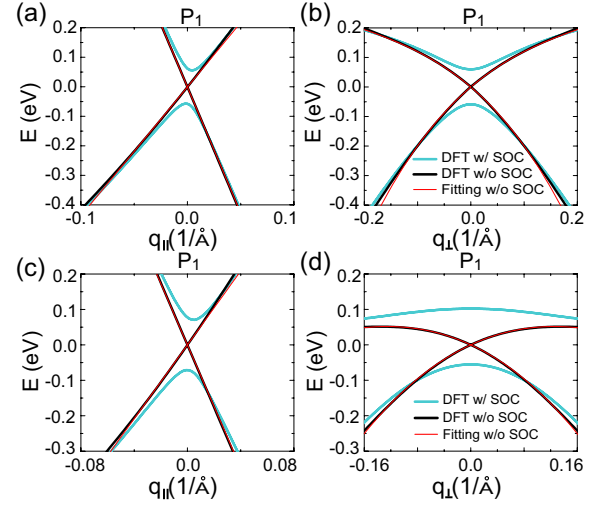 (a)
P₁
0.2
0.1
0.0
-0.1
-0.2
-0.3
-0.4
E (eV)
-0.1
0.0
0.1
q||(1/Å)
(b)
P₁
0.2
0.1
0.0
-0.1
-0.2
-0.3
-0.4
E (eV)
DFT w/ SOC
DFT w/o SOC
Fitting w/o SOC
-0.2
0.0
0.2
q⊥(1/Å)
(c)
P₁
0.2
0.1
0.0
-0.1
-0.2
-0.3
E (eV)
-0.08
0.0
0.08
q||(1/Å)
(d)
P₁
0.2
0.1
0.0
-0.1
-0.2
-0.3
E (eV)
DFT w/ SOC
DFT w/o SOC
Fitting w/o SOC
-0.16
0.0
0.16
q⊥(1/Å)